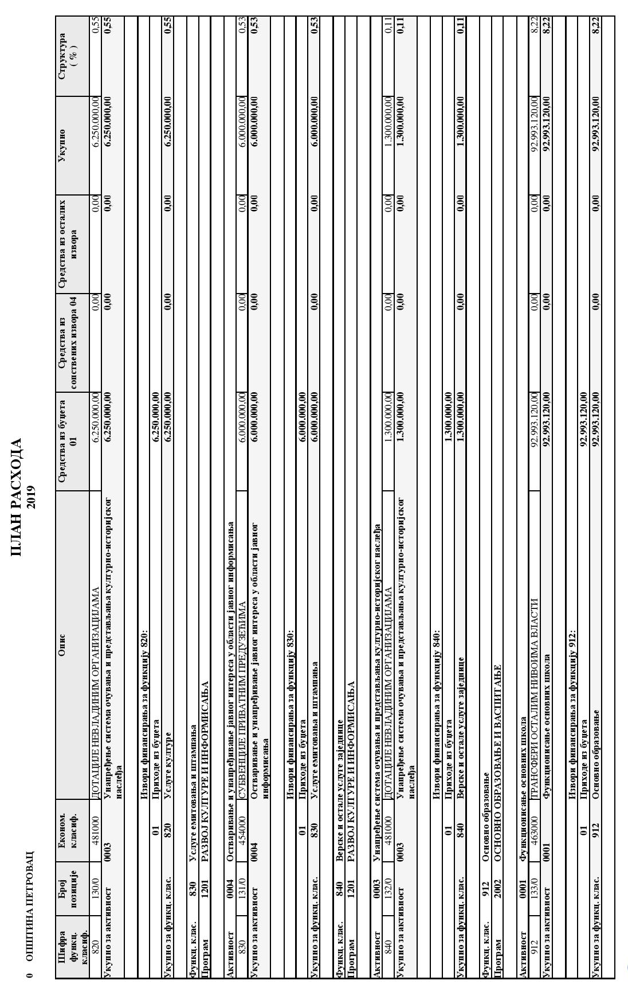 ПЛАН РАСХОДА
2019
0 ОПШТИНА ПЕТРОВАЦ
Шифра функц. класиф. Број позиције Економ. класиф. Опис Средства из буџета 01 Средства из сопствених извора 04 Средства из осталих извора Укупно Структура ( % )
820 130/0 481000 ДОТАЦИЈЕ НЕВЛАДИНИМ ОРГАНИЗАЦИЈАМА 6.250.000,00 0,00 0,00 6.250.000,00 0,55
Укупно за активност 0003 Унапређење система очувања и представљања културно-историјског 6.250.000,00 0,00 0,00 6.250.000,00 0,55
наслеђа
Извори финансирања за функцију 820:
01 Приходе из буџета 6.250.000,00
Укупно за функц. клас. 820 Услуге културе 6.250.000,00 0,00 0,00 6.250.000,00 0,55
Функц. клас. 830 Услуге емитовања и штампања
Програм 1201 РАЗВОЈ КУЛТУРЕ И ИНФОРМИСАЊА
Активност 0004 Остваривање и унапређивање јавног интереса у области јавног информисања
830 131/0 454000 СУБВЕНЦИЈЕ ПРИВАТНИМ ПРЕДУЗЕЋИМА 6.000.000,00 0,00 0,00 6.000.000,00 0,53
Укупно за активност 0004 Остваривање и унапређивање јавног интереса у области јавног 6.000.000,00 0,00 0,00 6.000.000,00 0,53
информисања
Извори финансирања за функцију 830:
01 Приходе из буџета 6.000.000,00
Укупно за функц. клас. 830 Услуге емитовања и штампања 6.000.000,00 0,00 0,00 6.000.000,00 0,53
Функц. клас. 840 Верске и остале услуге заједнице
Програм 1201 РАЗВОЈ КУЛТУРЕ И ИНФОРМИСАЊА
Активност 0003 Унапређење система очувања и представљања културно-историјског наслеђа
840 132/0 481000 ДОТАЦИЈЕ НЕВЛАДИНИМ ОРГАНИЗАЦИЈАМА 1.300.000,00 0,00 0,00 1.300.000,00 0,11
Укупно за активност 0003 Унапређење система очувања и представљања културно-историјског 1.300.000,00 0,00 0,00 1.300.000,00 0,11
наслеђа
Извори финансирања за функцију 840:
01 Приходе из буџета 1.300.000,00
Укупно за функц. клас. 840 Верске и остале услуге заједнице 1.300.000,00 0,00 0,00 1.300.000,00 0,11
Функц. клас. 912 Основно образовање
Програм 2002 ОСНОВНО ОБРАЗОВАЊЕ И ВАСПИТАЊЕ
Активност 0001 Функционисање основних школа
912 133/0 463000 ТРАНСФЕРИ ОСТАЛИМ НИВОИМА ВЛАСТИ 92.993.120,00 0,00 0,00 92.993.120,00 8,22
Укупно за активност 0001 Функционисање основних школа 92.993.120,00 0,00 0,00 92.993.120,00 8,22
Извори финансирања за функцију 912:
01 Приходе из буџета 92.993.120,00
Укупно за функц. клас. 912 Основно образовање 92.993.120,00 0,00 0,00 92.993.120,00 8,22